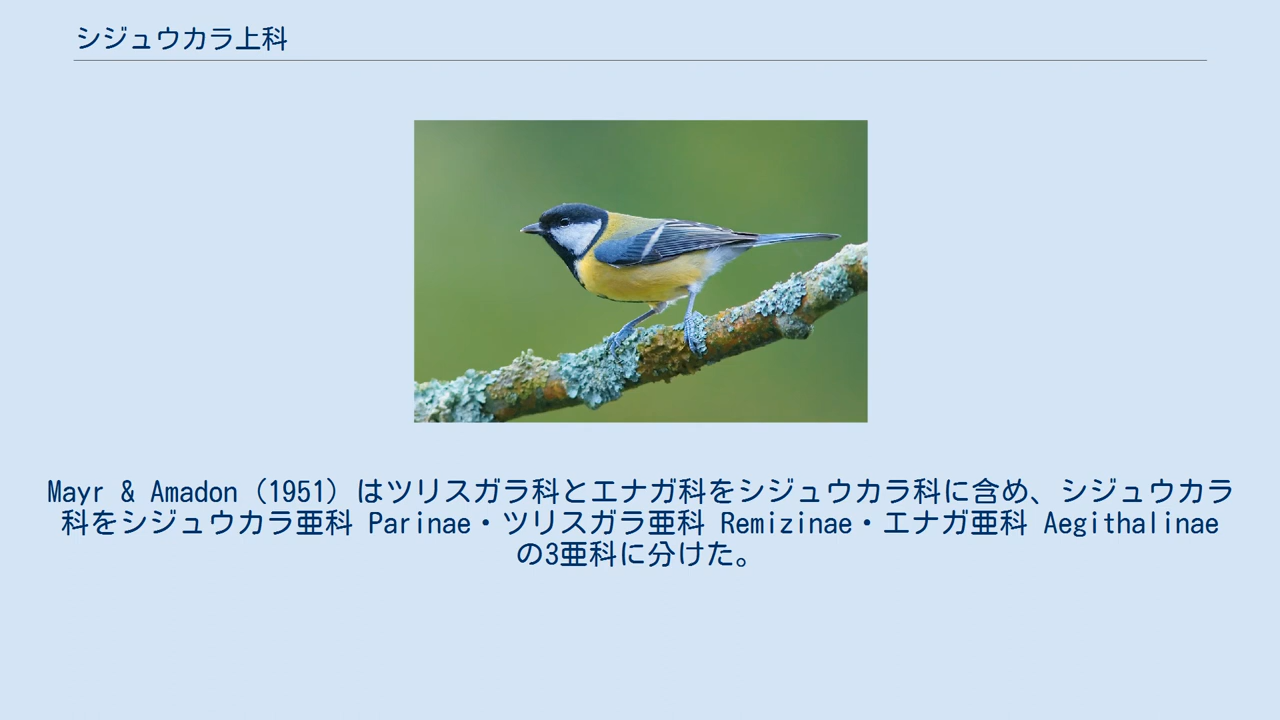 シジュウカラ上科
Mayr & Amadon (1951) はツリスガラ科とエナガ科をシジュウカラ科に含め、シジュウカラ
科をシジュウカラ亜科 Parinae・ツリスガラ亜科 Remizinae・エナガ亜科 Aegithalinae
の3亜科に分けた。